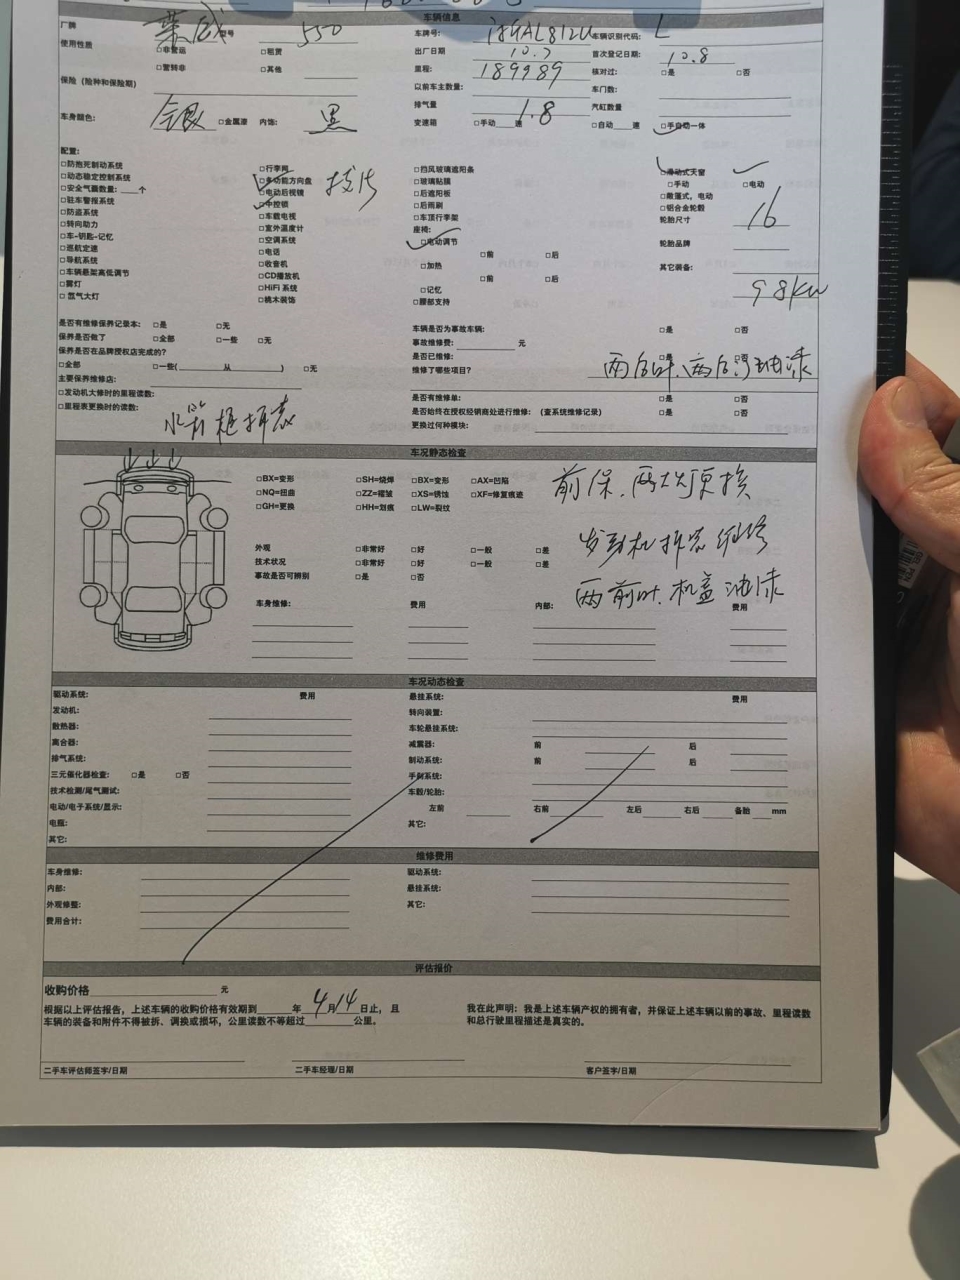 车辆信息
厂牌 荣威 型号 550 车牌号: 车辆识别代码: L
使用性质 □非营运 □租赁 出厂日期 10.7 首次登记日期: 10.8
□营转非 □其他 里程: 189989 核对过: □是 □否
保险（险种和保险期） 以前车主数量: 车门数:
排气量 1.8 汽缸数量
车身颜色: 银 □金属漆 内饰: 黑 变速箱 □手动 速 □自动 速 □手自动一体
配置:
□防抱死制动系统 □行李网 □挡风玻璃遮阳条 □滑动式天窗
□动态稳定控制系统 □多功能方向盘 □玻璃贴膜 □手动 □电动
□安全气囊数量: 个 □电动后视镜 □后遮阳板 □敞篷式，电动
□驻车警报系统 □中控锁 □后雨刷 □铝合金轮毂
□防盗系统 □车载电视 □车顶行李架 轮胎尺寸 16
□转向助力 □室外温度计 座椅:
□车-钥匙-记忆 □空调系统 □电动调节 轮胎品牌
□巡航定速 □电话 □前 □后
□导航系统 □收音机 □加热 其它装备:
□车辆悬架高低调节 □CD播放机 □前 □后
□雾灯 □HiFi 系统 □记忆 98kw
□氙气大灯 □桃木装饰 □腰部支持
是否有维修保养记录本: □是 □无 车辆是否为事故车辆: □是 □否
保养是否做了 □全部 □一些 □无 事故维修费: 元
保养是否在品牌授权店完成的? 是否已维修: □是 □否
□全部 □一些( 从 ) □无 维修了哪些项目?
主要保养维修店:
□发动机大修时的里程读数: 是否有维修单: □是 □否
□里程表更换时的读数: 是否始终在授权经销商处进行维修: （查系统维修记录） □是 □否
水箱框拆装 更换过何种模块:
车况静态检查
□BX=变形 □SH=烧焊 □BX=变形 □AX=凹陷 前保、两大灯更换
□NQ=扭曲 □ZZ=褶皱 □XS=锈蚀 □XF=修复痕迹
□GH=更换 □HH=划痕 □LW=裂纹
发动机拆装维修
外观 □非常好 □好 □一般 □差
技术状况 □非常好 □好 □一般 □差
事故是否可辨别 □是 □否 两前叶、机盖油漆
车身维修: 费用 内部: 费用
车况动态检查
驱动系统: 费用 悬挂系统: 费用
发动机: 转向装置:
散热器: 车轮悬挂系统:
离合器: 减震器: 前 后
排气系统: 制动系统: 前 后
三元催化器检查: □是 □否 手刹系统:
技术检测/尾气测试: 车毂/轮胎:
电动/电子系统/显示: 左前 右前 左后 右后 备胎 mm
电瓶: 其它:
其它:
维修费用
车身维修: 驱动系统:
内部: 悬挂系统:
外观修整: 其它:
费用合计:
评估报价
收购价格 元
根据以上评估报告，上述车辆的收购价格有效期到 年 4月14日止，且
车辆的装备和附件不得被拆、调换或损坏，公里读数不等超过 公里。
我在此声明：我是上述车辆产权的拥有者，并保证上述车辆以前的事故、里程读数
和总行驶里程描述是真实的。
二手车评估师签字/日期 二手车经理/日期 客户签字/日期